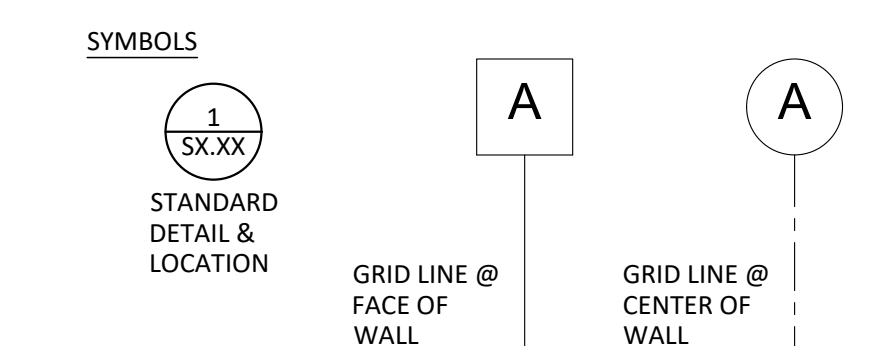 SYMBOLS
1
SX.XX
STANDARD
DETAIL &
LOCATION
A
GRID LINE @
FACE OF
WALL
A
GRID LINE @
CENTER OF
WALL